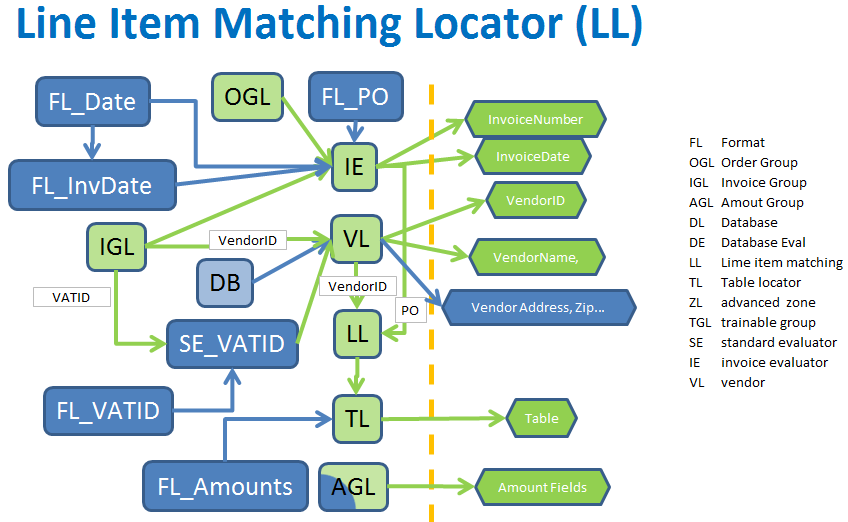 Line Item Matching Locator (LL)
FL_Date
OGL
FL_PO
InvoiceNumber
IE
InvoiceDate
FL_InvDate
VendorID
IGL
VendorID
VL
VendorName,
DB
VendorID
VATID
PO
Vendor Address, Zip...
SE_VATID
LL
FL_VATID
TL
Table
FL_Amounts
AGL
Amount Fields
FL Format
OGL Order Group
IGL Invoice Group
AGL Amout Group
DL Database
DE Database Eval
LL Lime item matching
TL Table locator
ZL advanced zone
TGL trainable group
SE standard evaluator
IE invoice evaluator
VL vendor